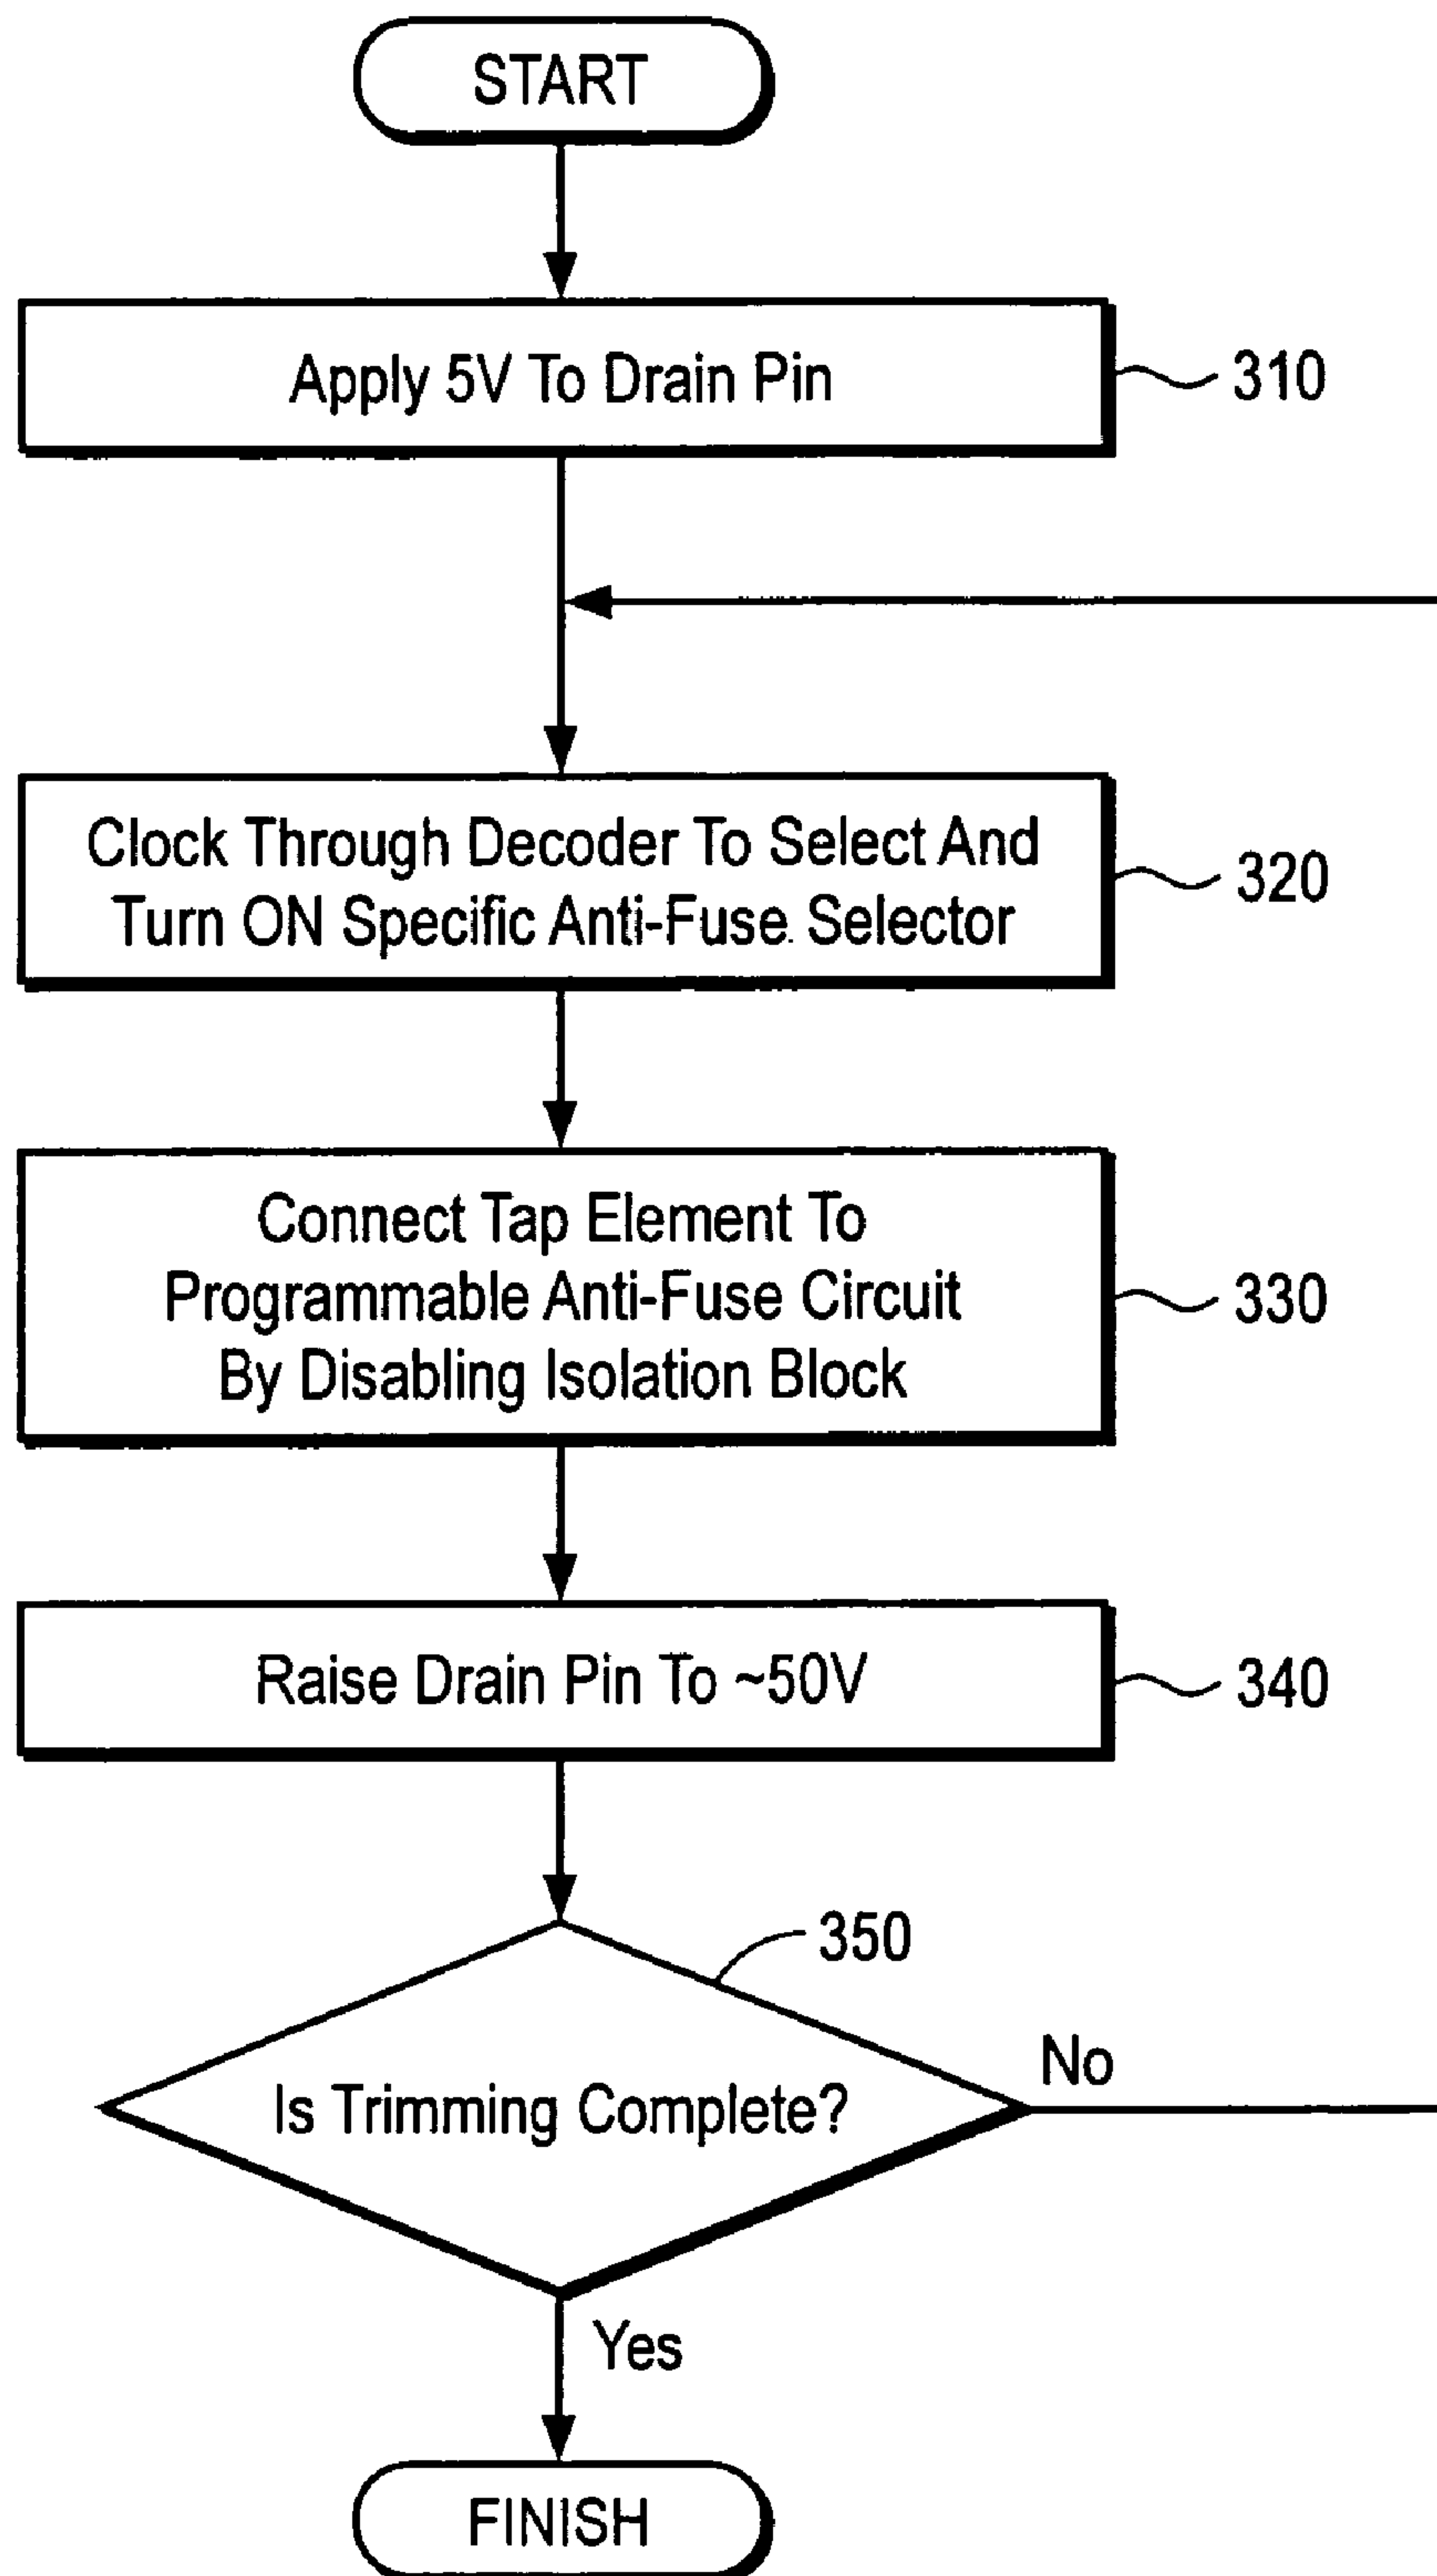 START
Apply 5V To Drain Pin
310
Clock Through Decoder To Select And
Turn ON Specific Anti-Fuse Selector
320
Connect Tap Element To
Programmable Anti-Fuse Circuit
By Disabling Isolation Block
330
Raise Drain Pin To ~50V
340
350
Is Trimming Complete?
No
Yes
FINISH